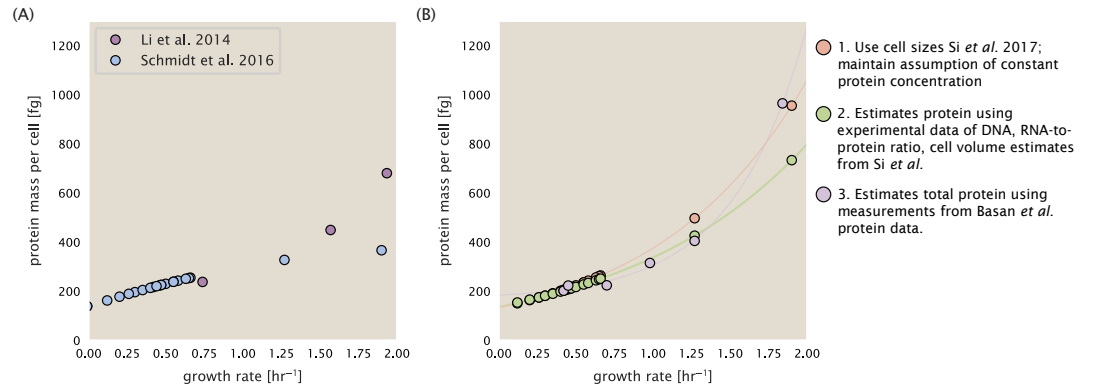 (A)
(B)
Li et al. 2014
Schmidt et al. 2016
protein mass per cell [fg]
1200
1000
800
600
400
200
0
0.00 0.25 0.50 0.75 1.00 1.25 1.50 1.75 2.00
growth rate [hr⁻¹]
protein mass per cell [fg]
1200
1000
800
600
400
200
0
0.00 0.25 0.50 0.75 1.00 1.25 1.50 1.75 2.00
growth rate [hr⁻¹]
1. Use cell sizes Si et al. 2017;
maintain assumption of constant
protein concentration
2. Estimates protein using
experimental data of DNA, RNA-to-
protein ratio, cell volume estimates
from Si et al.
3. Estimates total protein using
measurements from Basan et al.
protein data.